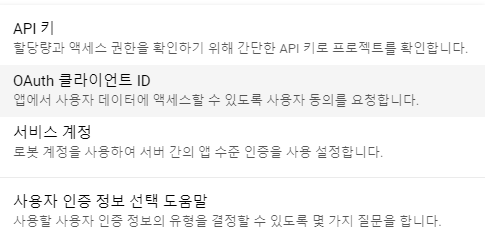 API 키
할당량과 액세스 권한을 확인하기 위해 간단한 API 키로 프로젝트를 확인합니다.
OAuth 클라이언트 ID
앱에서 사용자 데이터에 액세스할 수 있도록 사용자 동의를 요청합니다.
서비스 계정
로봇 계정을 사용하여 서버 간의 앱 수준 인증을 사용 설정합니다.
사용자 인증 정보 선택 도움말
사용할 사용자 인증 정보의 유형을 결정할 수 있도록 몇 가지 질문을 합니다.